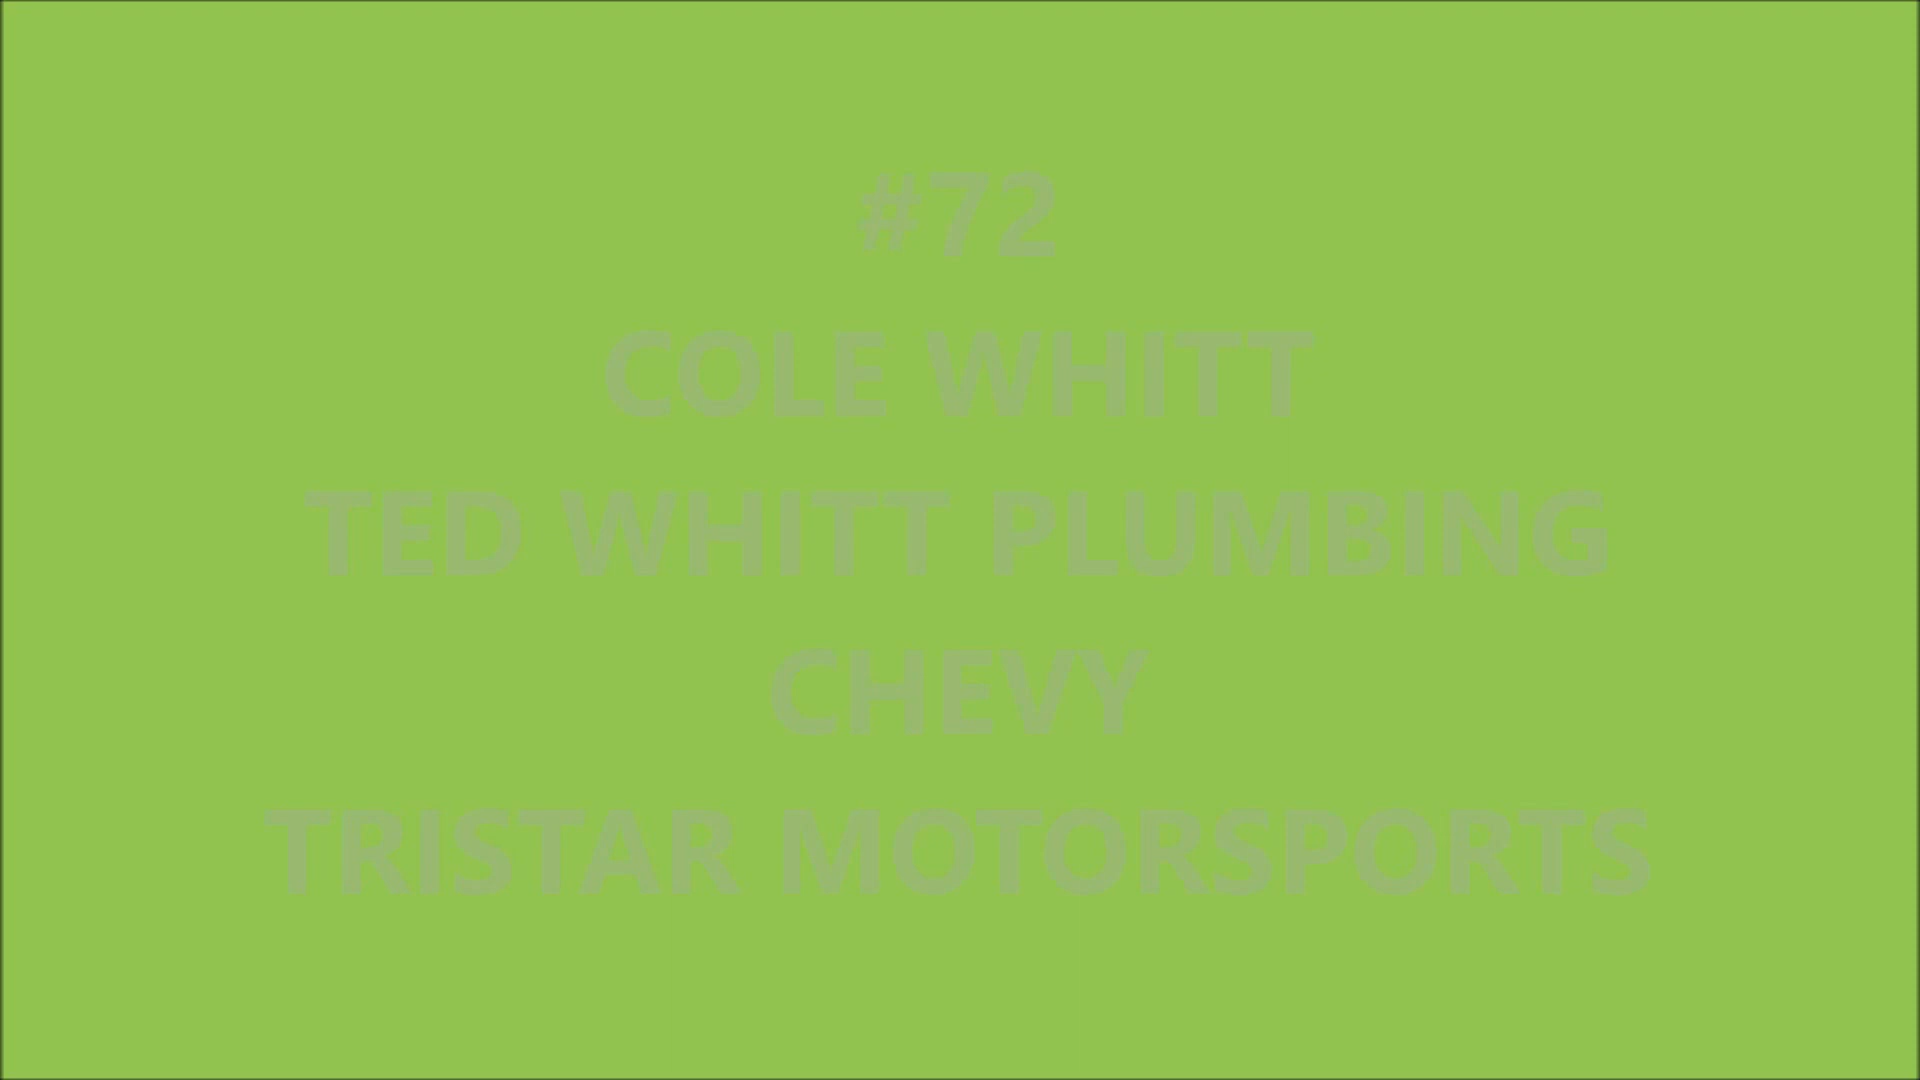 #72
COLE WHITT
TED WHITT PLUMBING
CHEVY
TRISTAR MOTORSPORTS